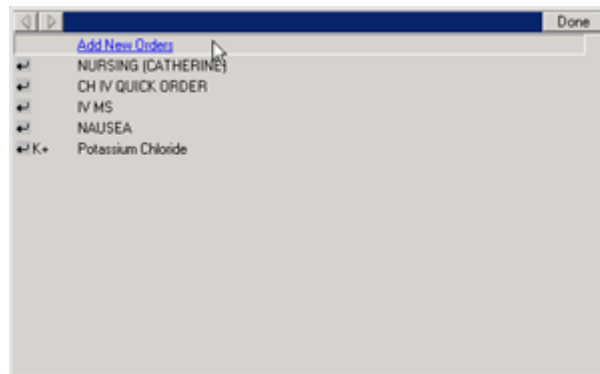 Done
Add New Orders
NURSING (CATHERINE)
CH IV QUICK ORDER
IV MS
NAUSEA
K+ Potassium Chloride